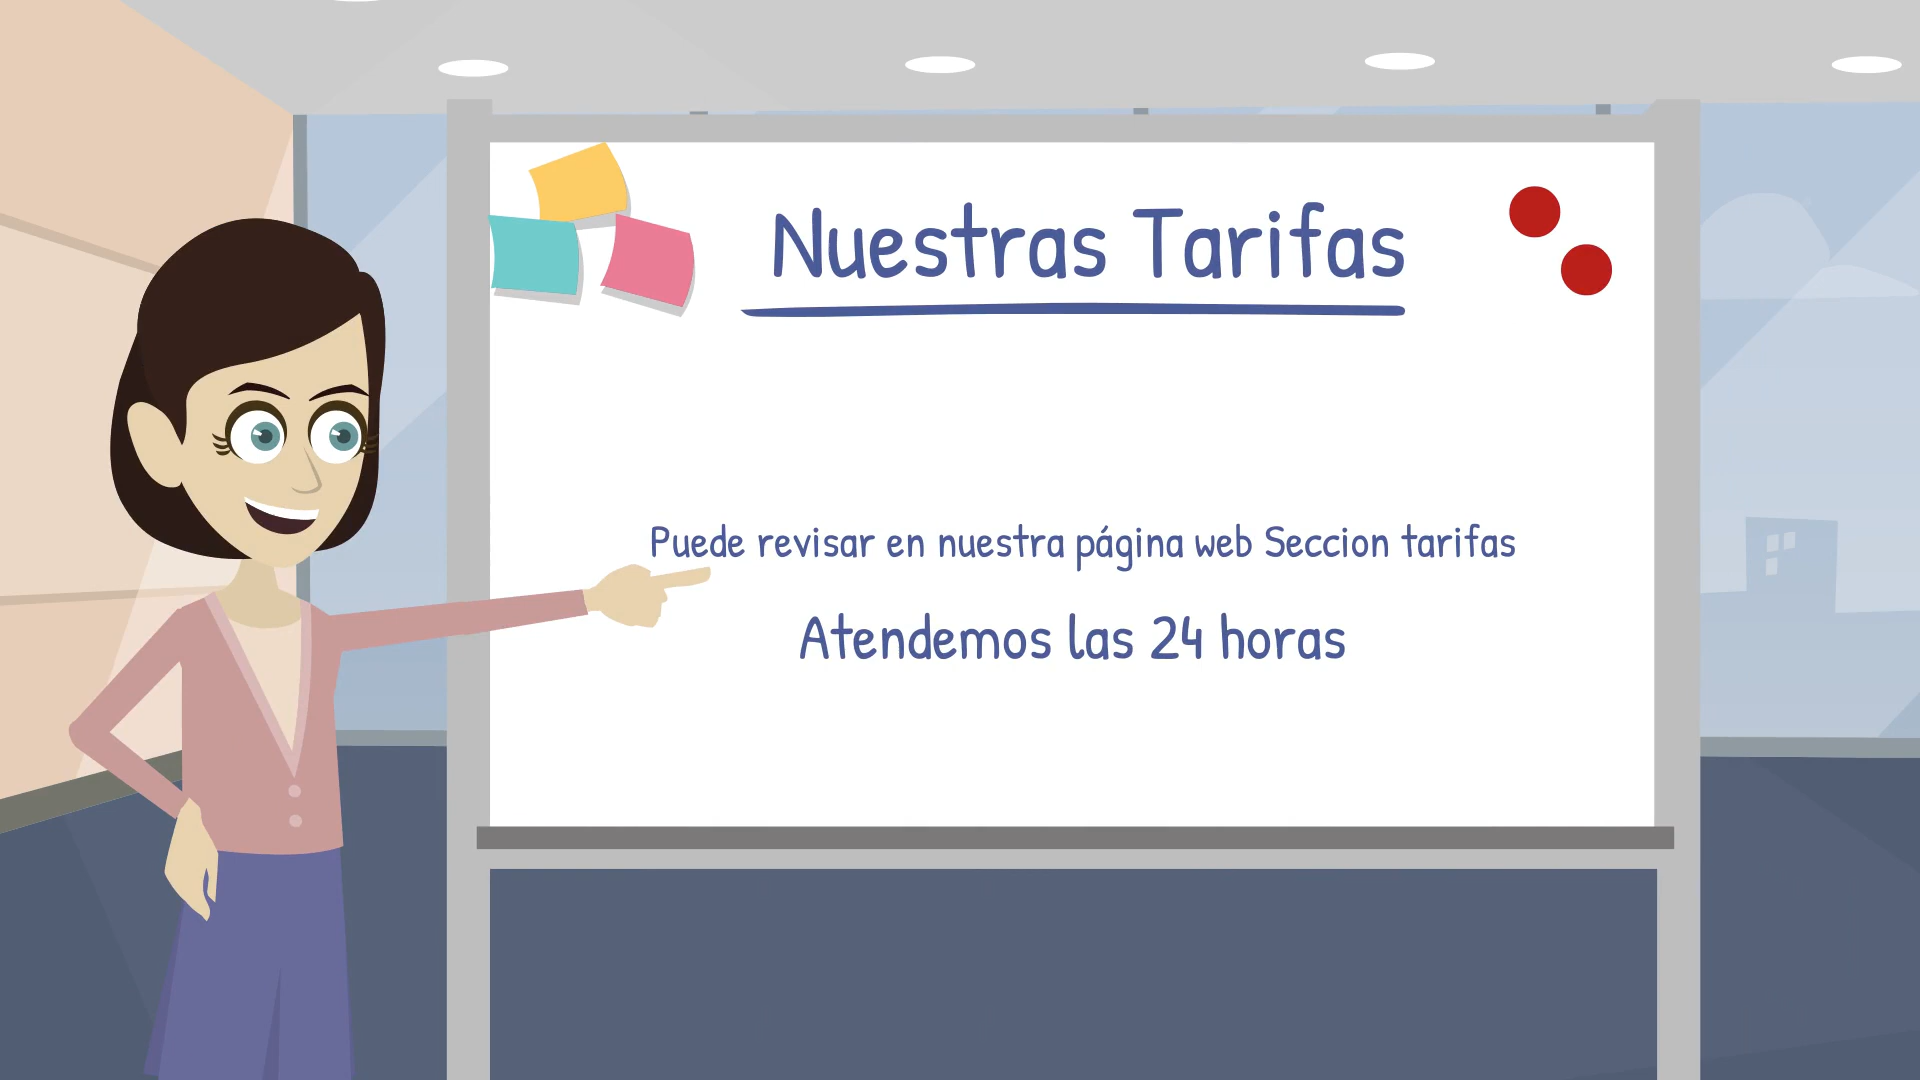 Nuestras Tarifas
Puede revisar en nuestra página web Seccion tarifas
Atendemos las 24 horas